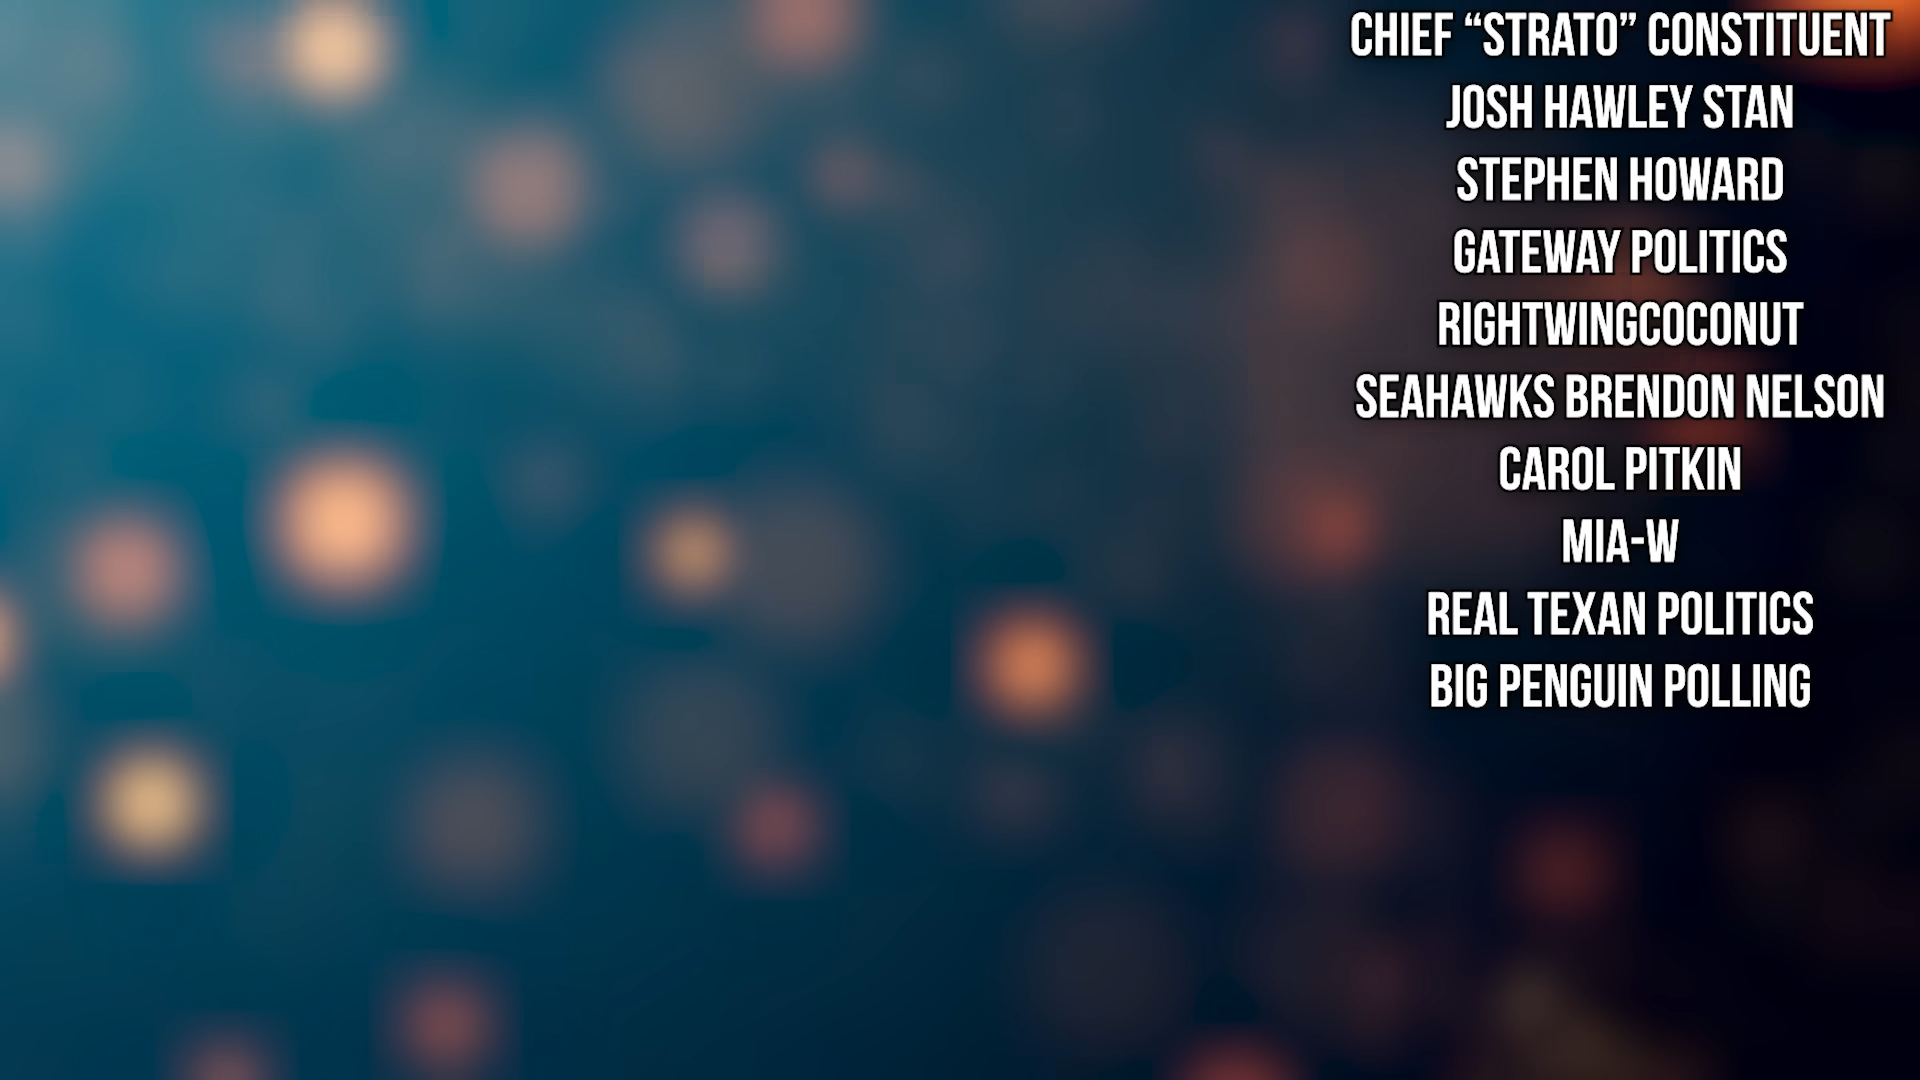 CHIEF “STRATO” CONSTITUENT
JOSH HAWLEY STAN
STEPHEN HOWARD
GATEWAY POLITICS
RIGHTWINGCOCONUT
SEAHAWKS BRENDON NELSON
CAROL PITKIN
MIA-W
REAL TEXAN POLITICS
BIG PENGUIN POLLING